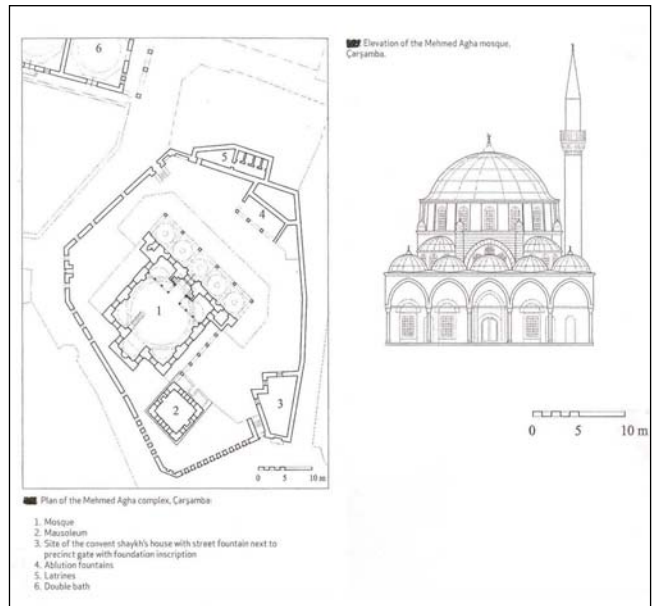 6
5
4
1
2
3
0 5 10 m
Plan of the Mehmed Agha complex, Çarşamba:
1. Mosque
2. Mausoleum
3. Site of the convent shaykh's house with street fountain next to
precinct gate with foundation inscription
4. Ablution fountains
5. Latrines
6. Double bath
Elevation of the Mehmed Agha mosque,
Çarşamba.
0 5 10 m